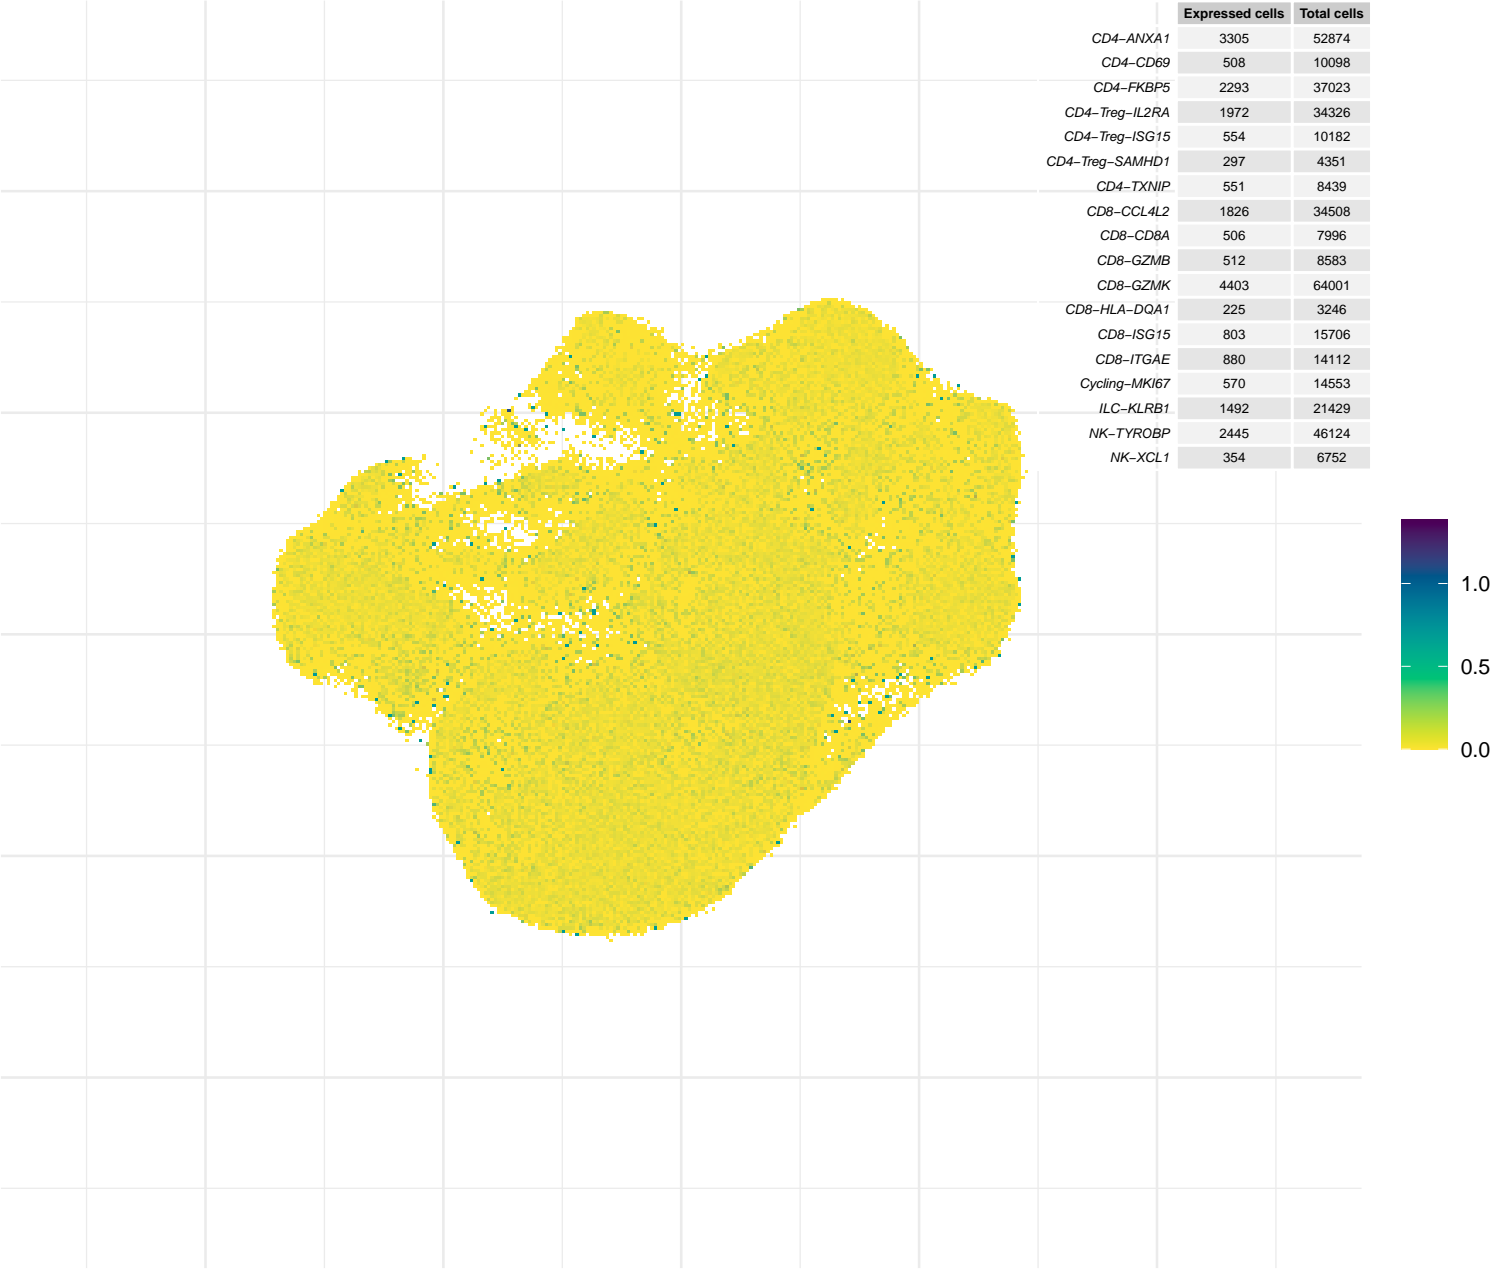 Expressed cells Total cells
CD4−ANXA1 3305 52874
CD4−CD69 508 10098
CD4−FKBP5 2293 37023
CD4−Treg−IL2RA 1972 34326
CD4−Treg−ISG15 554 10182
CD4−Treg−SAMHD1 297 4351
CD4−TXNIP 551 8439
CD8−CCL4L2 1826 34508
CD8−CD8A 506 7996
CD8−GZMB 512 8583
CD8−GZMK 4403 64001
CD8−HLA−DQA1 225 3246
CD8−ISG15 803 15706
CD8−ITGAE 880 14112
Cycling−MKI67 570 14553
ILC−KLRB1 1492 21429
NK−TYROBP 2445 46124
NK−XCL1 354 6752
1.0
0.5
0.0